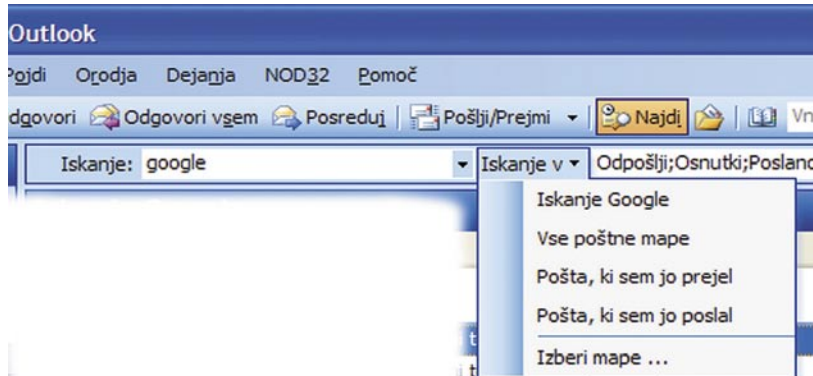 Outlook
Pojdi Orodja Dejanja NOD32 Pomoč
dgovori Odgovori vsem Posreduj Pošlji/Prejmi Najdi Vn
Iskanje: google Iskanje v Odpošlji;Osnutki;Poslano
Iskanje Google
Vse poštne mape
Pošta, ki sem jo prejel
Pošta, ki sem jo poslal
Izberi mape ...